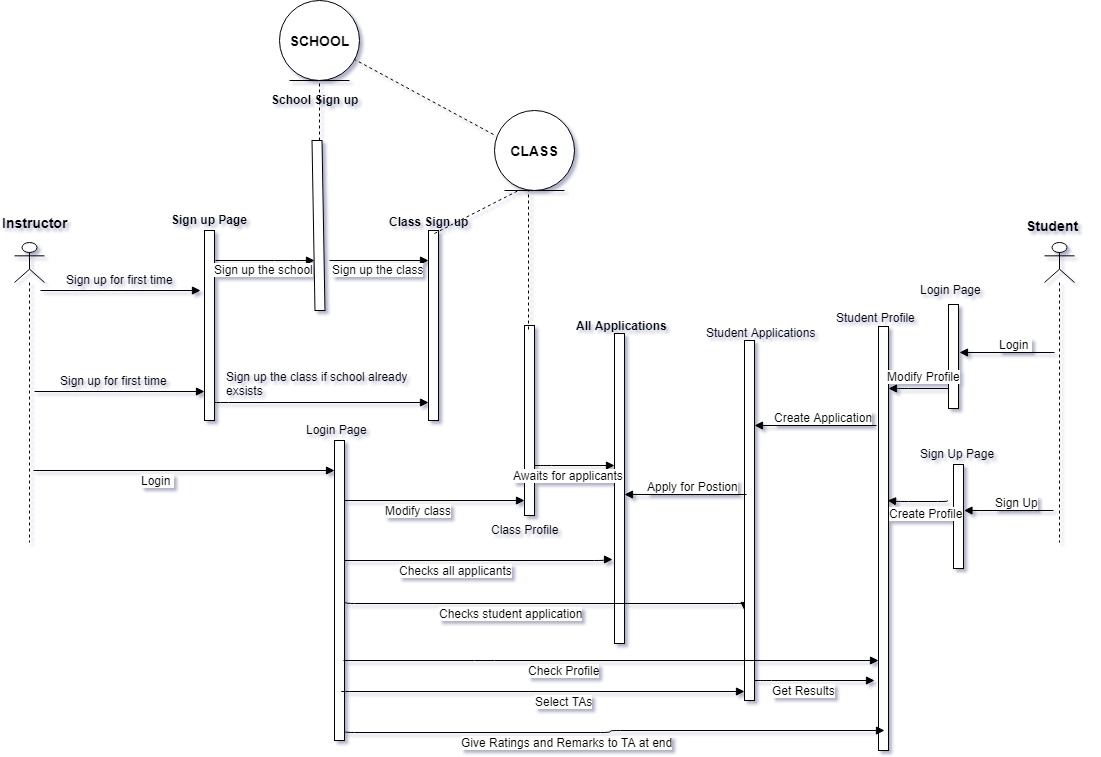 SCHOOL
School Sign up
CLASS
Instructor
Sign up Page
Class Sign up
Student
Sign up the school
Sign up the class
Sign up for first time
Login Page
Student Profile
All Applications
Student Applications
Login
Sign up for first time
Sign up the class if school already
exsists
Modify Profile
Create Application
Login Page
Sign Up Page
Login
Awaits for applicants
Apply for Postion
Sign Up
Modify class
Create Profile
Class Profile
Checks all applicants
Checks student application
Check Profile
Get Results
Select TAs
Give Ratings and Remarks to TA at end